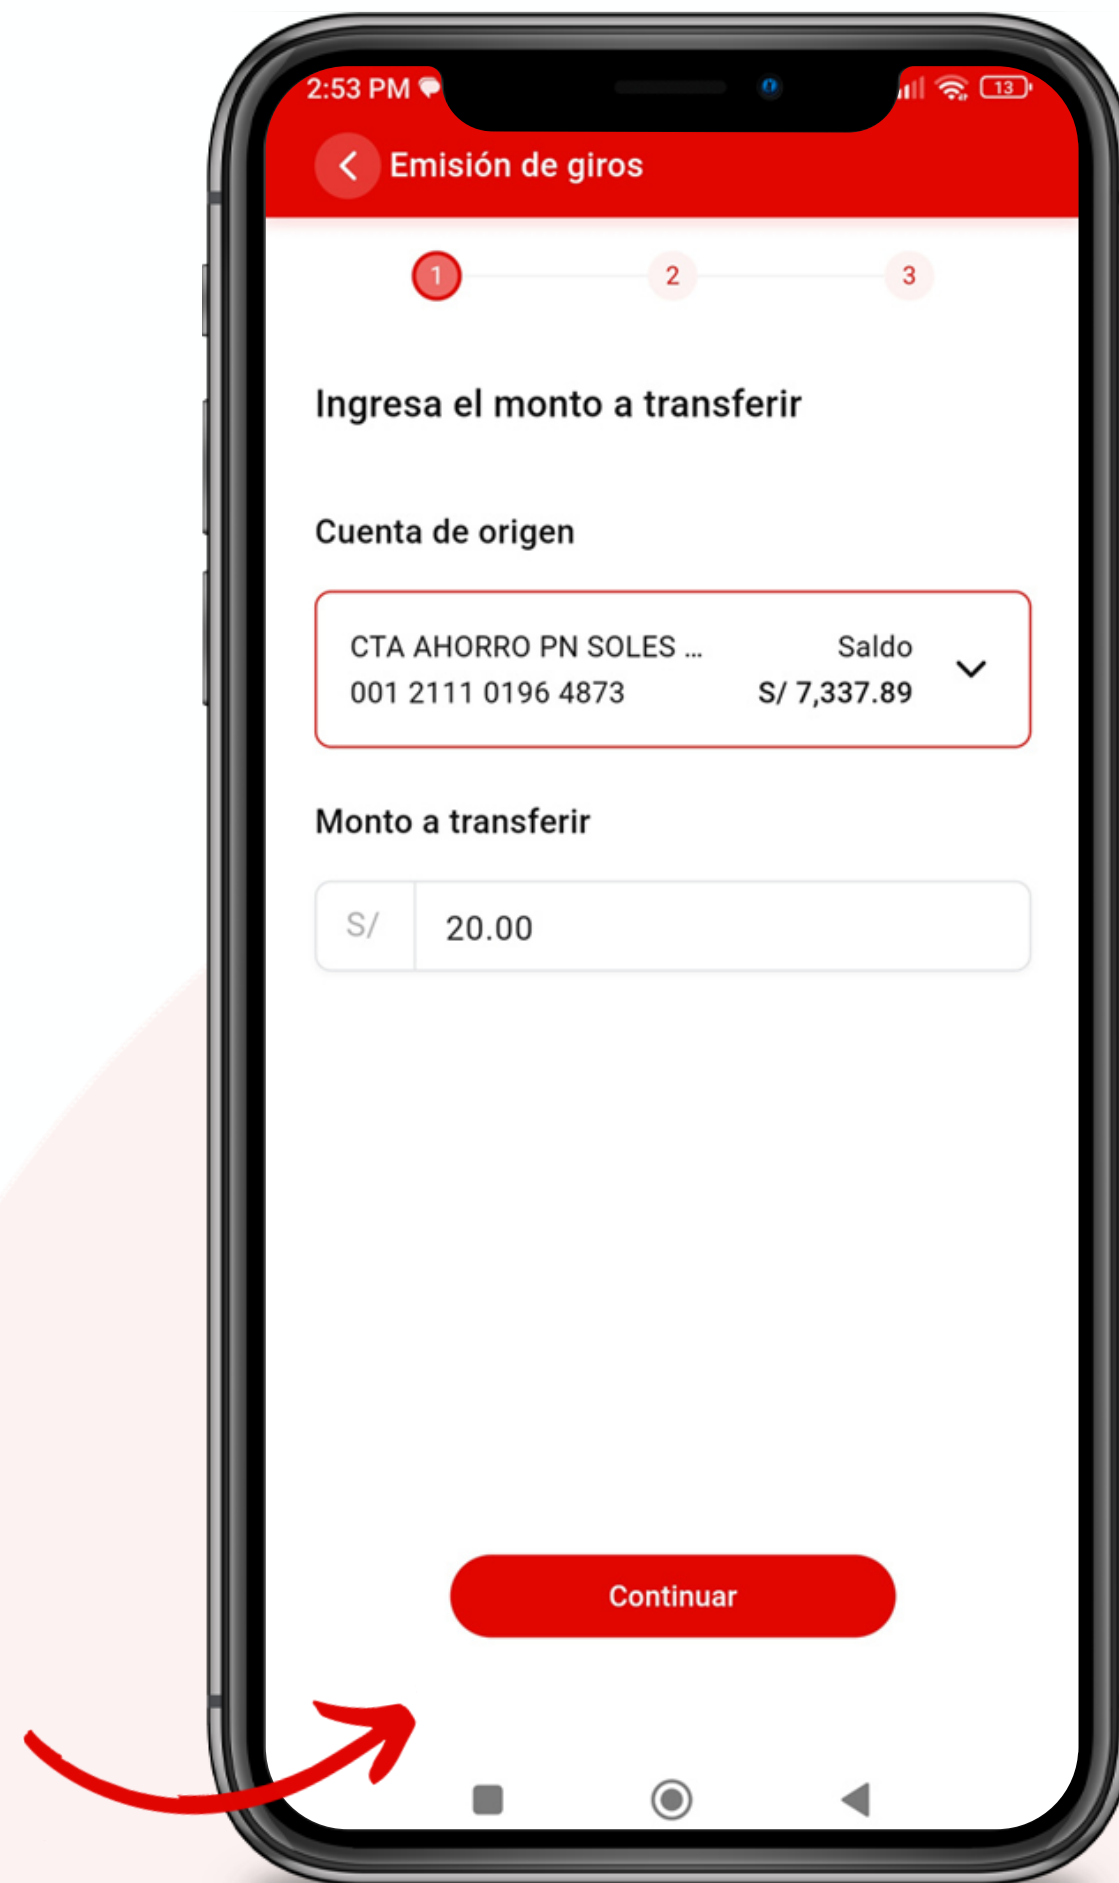 2:53 PM
13
Emisión de giros
1
2
3
Ingresa el monto a transferir
Cuenta de origen
CTA AHORRO PN SOLES ...
Saldo
001 2111 0196 4873
S/ 7,337.89
Monto a transferir
S/
20.00
Continuar